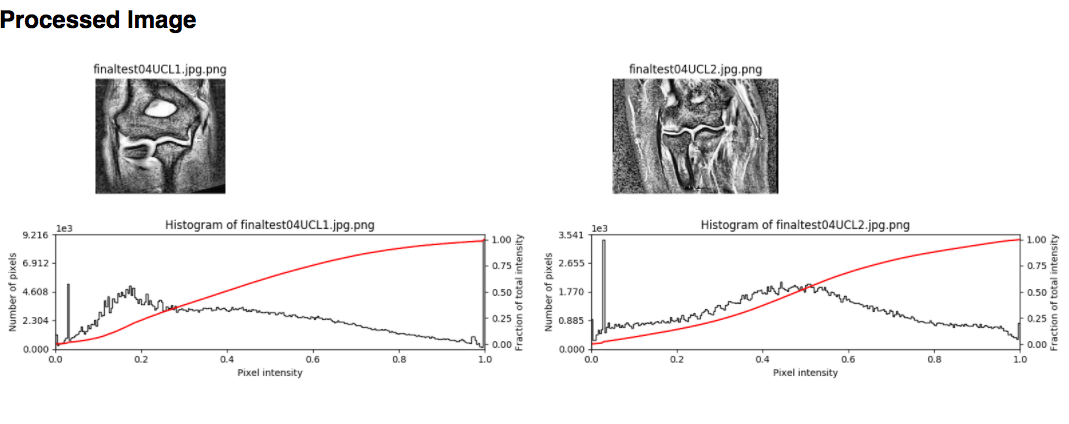 Processed Image
finaltest04UCL1.jpg.png
finaltest04UCL2.jpg.png
Histogram of finaltest04UCL1.jpg.png
1e3
9.216
6.912
4.608
2.304
0.000
Number of pixels
0.0 0.2 0.4 0.6 0.8 1.0
Pixel intensity
1.00
0.75
0.50
0.25
0.00
Fraction of total intensity
Histogram of finaltest04UCL2.jpg.png
1e3
3.541
2.655
1.770
0.885
0.000
Number of pixels
0.0 0.2 0.4 0.6 0.8 1.0
Pixel intensity
1.00
0.75
0.50
0.25
0.00
Fraction of total intensity